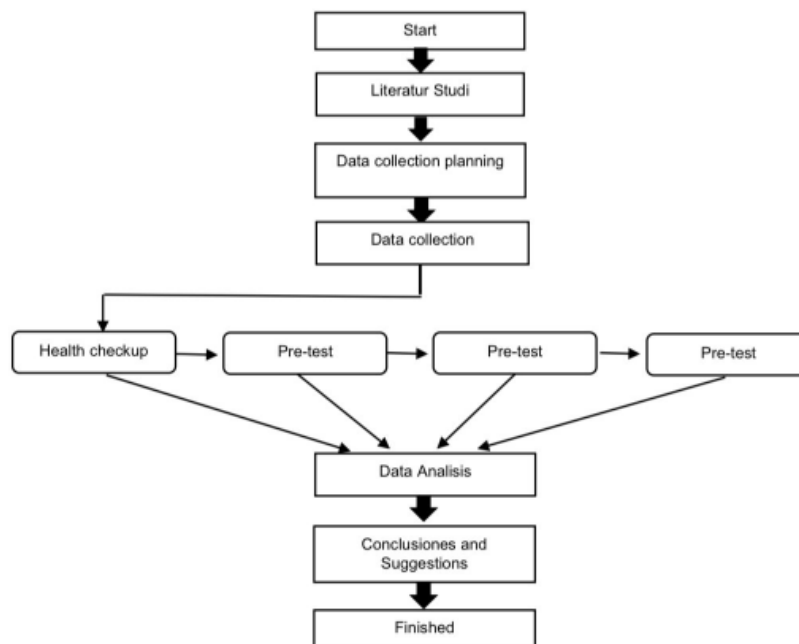 Start
Literatur Studi
Data collection planning
Data collection
Health checkup
Pre-test
Pre-test
Pre-test
Data Analisis
Conclusiones and
Suggestions
Finished